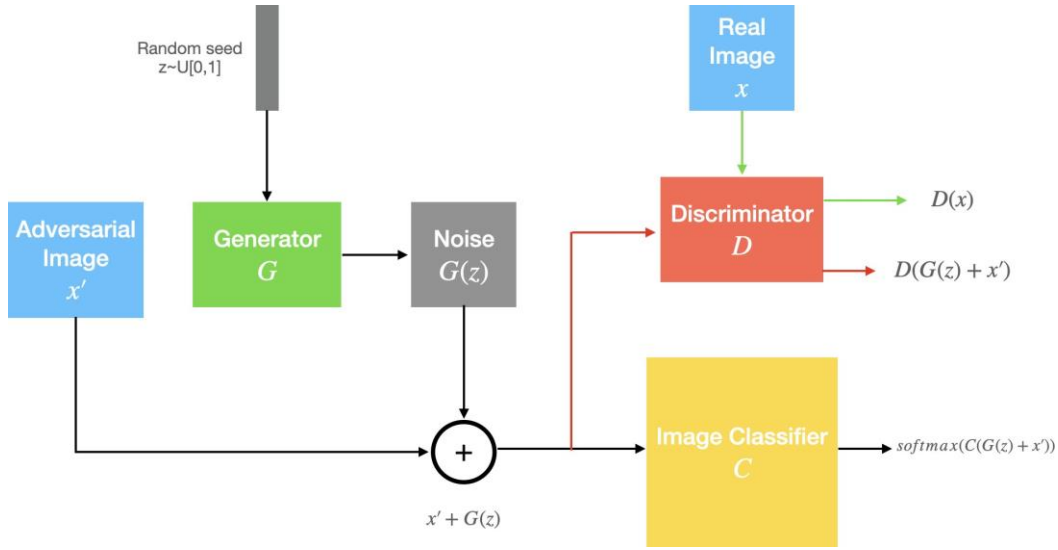 Random seed
z~U[0,1]
Real
Image
x
Adversarial
Image
x′
Generator
G
Noise
G(z)
Discriminator
D
D(x)
D(G(z) + x′)
+
Image Classifier
C
softmax(C(G(z) + x′))
x′ + G(z)